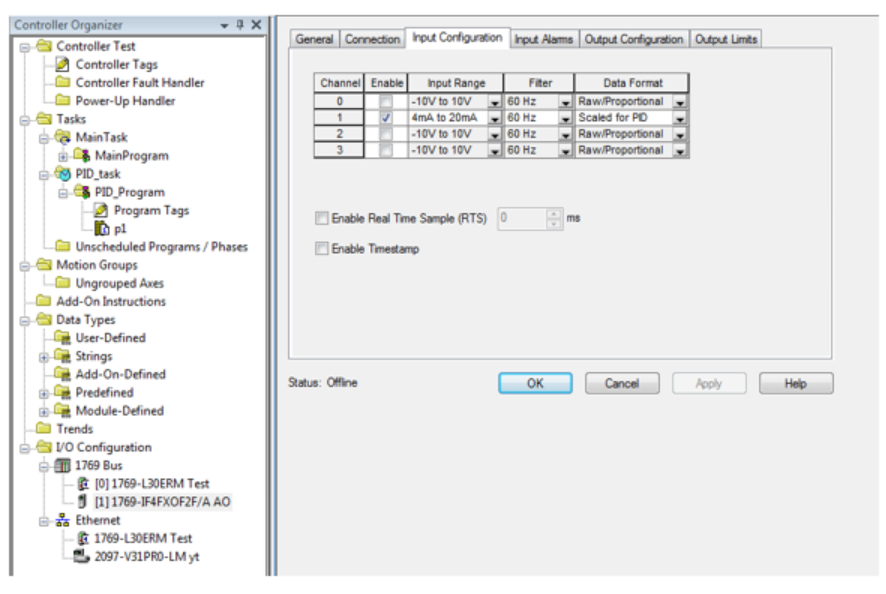 Controller Organizer
Controller Test
Controller Tags
Controller Fault Handler
Power-Up Handler
Tasks
MainTask
MainProgram
PID_task
PID_Program
Program Tags
p1
Unscheduled Programs / Phases
Motion Groups
Ungrouped Axes
Add-On Instructions
Data Types
User-Defined
Strings
Add-On-Defined
Predefined
Module-Defined
Trends
I/O Configuration
1769 Bus
[0] 1769-L30ERM Test
[1] 1769-IF4FXOF2F/A AO
Ethernet
1769-L30ERM Test
2097-V31PR0-LM yt
General Connection Input Configuration Input Alarms Output Configuration Output Limits
Channel Enable Input Range Filter Data Format
0 -10V to 10V 60 Hz Raw/Proportional
1 4mA to 20mA 60 Hz Scaled for PID
2 -10V to 10V 60 Hz Raw/Proportional
3 -10V to 10V 60 Hz Raw/Proportional
Enable Real Time Sample (RTS) 0 ms
Enable Timestamp
Status: Offline OK Cancel Apply Help